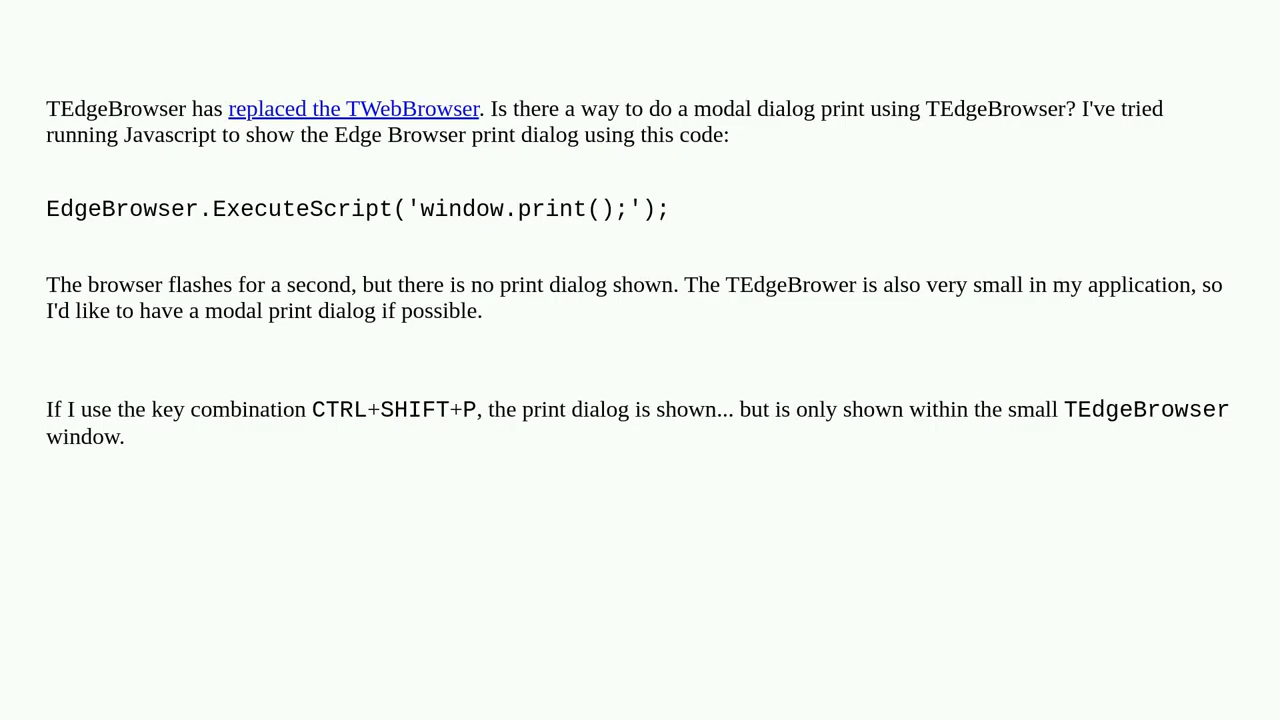 TEdgeBrowser has replaced the TWebBrowser. Is there a way to do a modal dialog print using TEdgeBrowser? I've tried
running Javascript to show the Edge Browser print dialog using this code:
EdgeBrowser.ExecuteScript('window.print();');
The browser flashes for a second, but there is no print dialog shown. The TEdgeBrower is also very small in my application, so
I'd like to have a modal print dialog if possible.
If I use the key combination CTRL+SHIFT+P, the print dialog is shown... but is only shown within the small TEdgeBrowser
window.